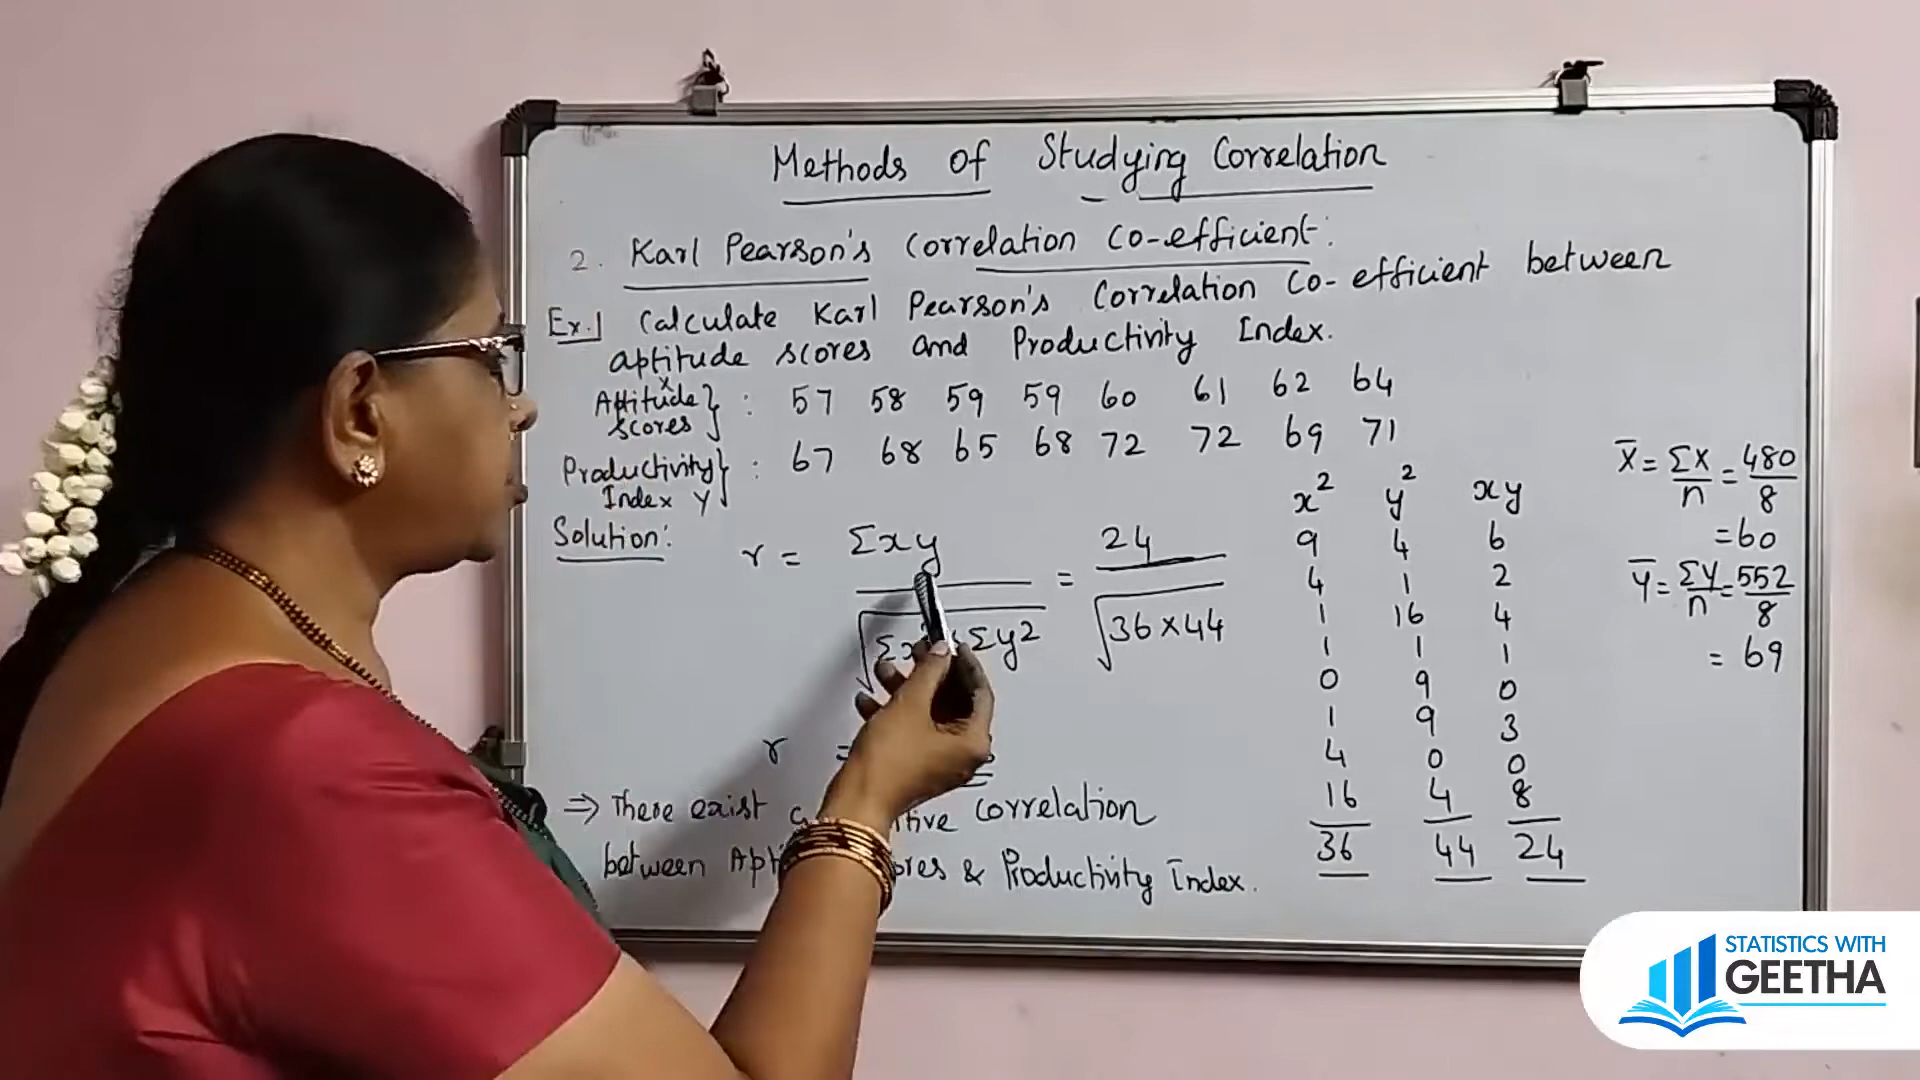 Methods of Studying Correlation
2. Karl Pearson's Correlation Co-efficient:
Ex.1 Calculate Karl Pearson's Correlation Co-efficient between
aptitude scores and Productivity Index.
x
Aptitude scores } : 57 58 59 59 60 61 62 64
Productivity Index Y } : 67 68 65 68 72 72 69 71
Solution:
r = Σxy / √Σx² Σy² = 24 / √36×44
r =
⇒ There exist a correlation
between & Productivity Index.
x² y² xy
9 4 6
4 1 2
1 16 4
1 1 1
0 9 0
1 9 3
4 0 0
16 4 8
36 44 24
X̄ = ΣX/n = 480/8
= 60
Ȳ = ΣY/n = 552/8
= 69
STATISTICS WITH
GEETHA